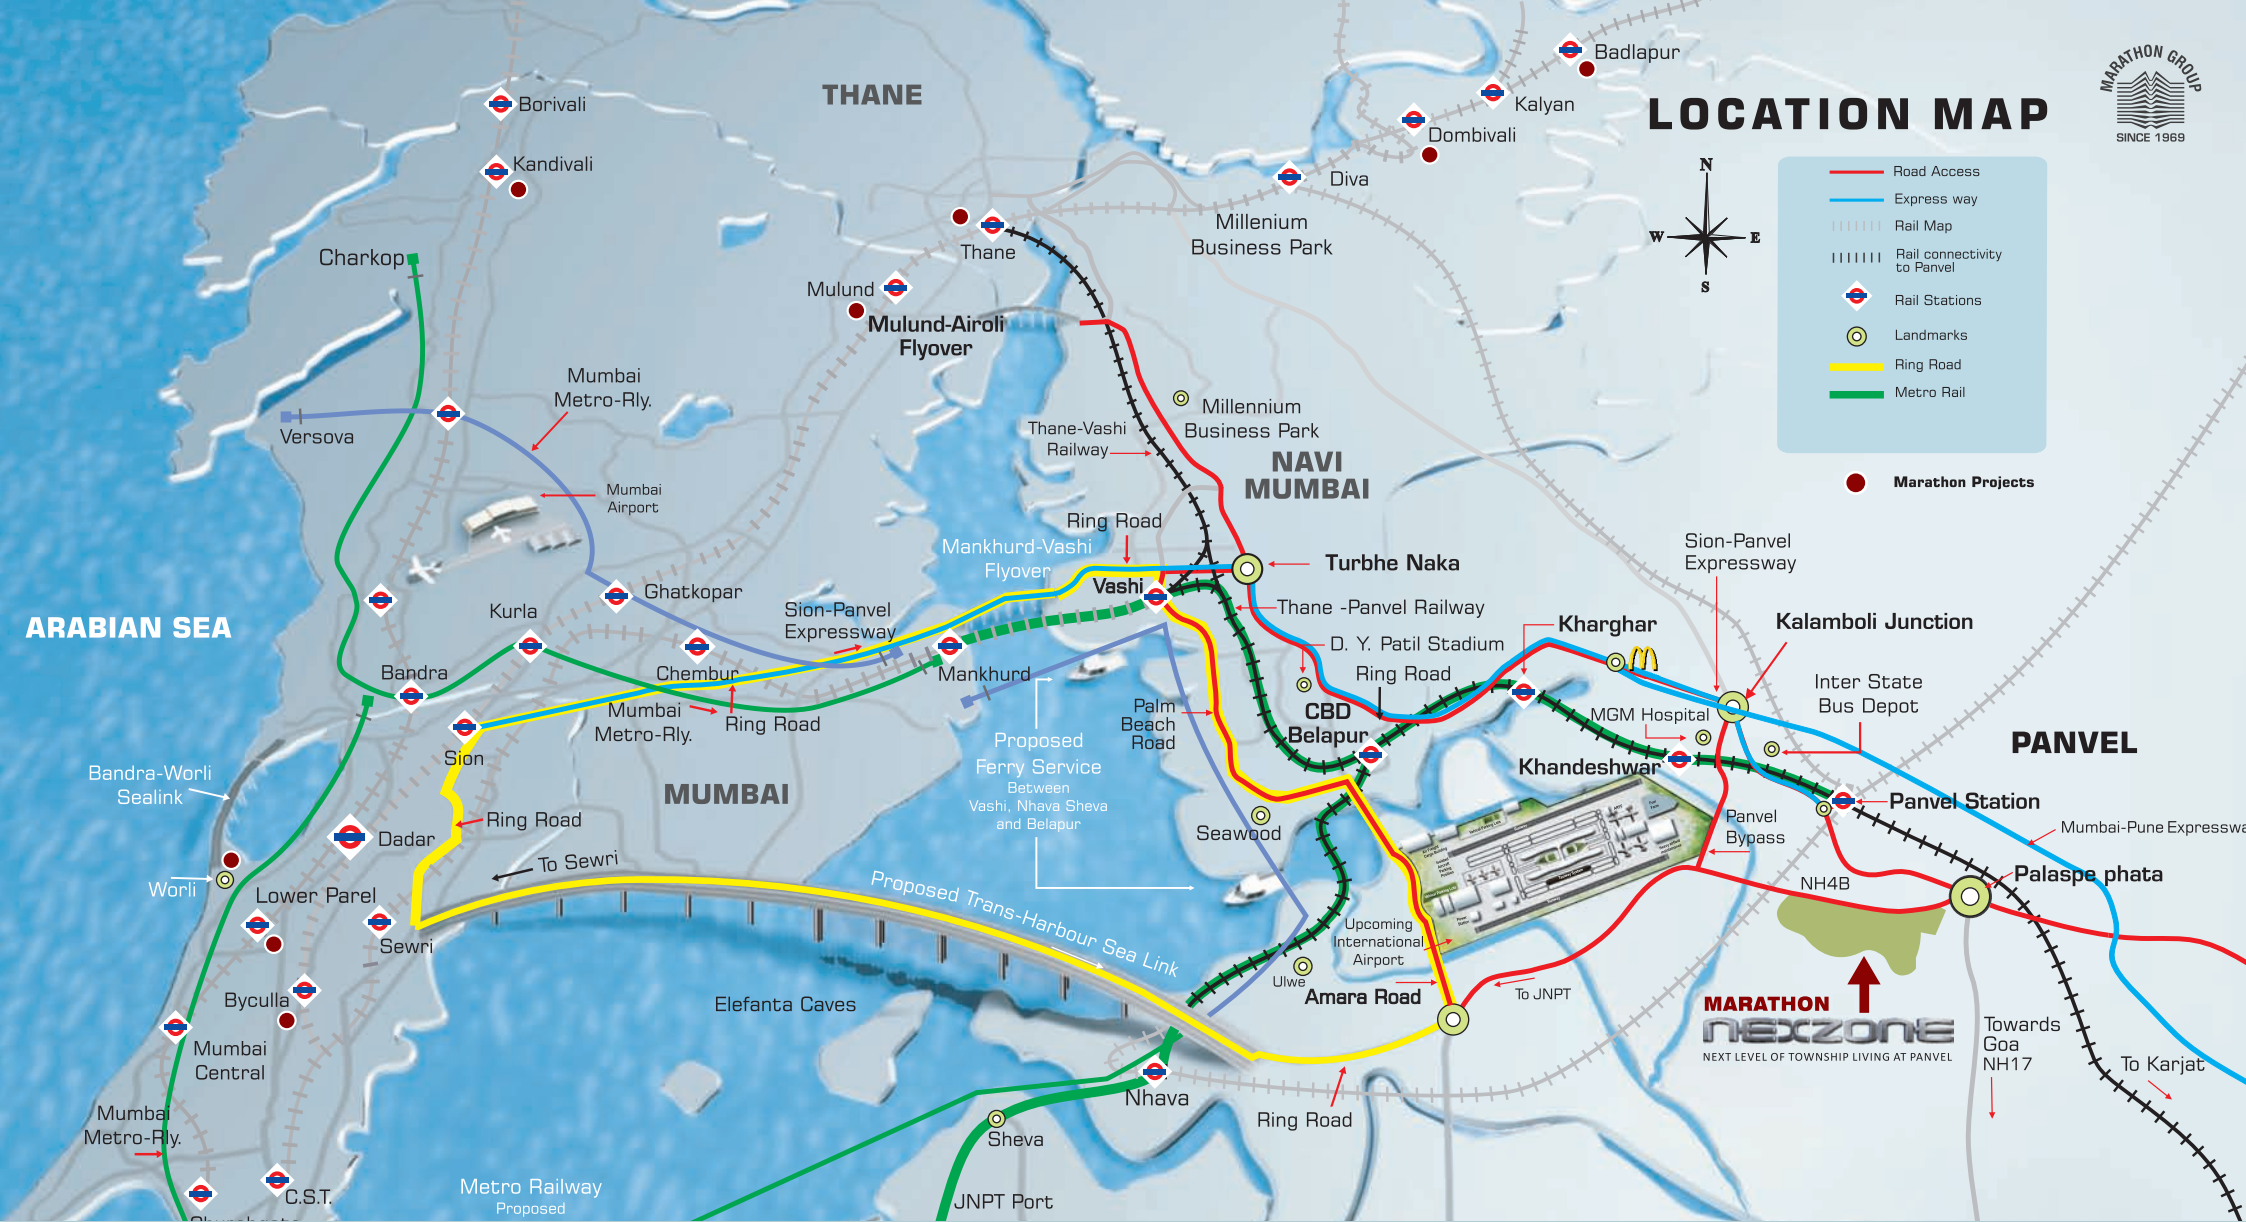 LOCATION MAP
MARATHON GROUP
SINCE 1969
N
W
E
S
Road Access
Express way
Rail Map
Rail connectivity
to Panvel
Rail Stations
Landmarks
Ring Road
Metro Rail
Marathon Projects
THANE
Borivali
Kandivali
Charkop
Badlapur
Kalyan
Dombivali
Diva
Millenium
Business Park
Thane
Mulund
Mulund-Airoli
Flyover
Mumbai
Metro-Rly.
Versova
Mumbai
Airport
Millennium
Business Park
Thane-Vashi
Railway
NAVI
MUMBAI
Ring Road
Mankhurd-Vashi
Flyover
Vashi
Turbhe Naka
Sion-Panvel
Expressway
Thane -Panvel Railway
Kharghar
Kalamboli Junction
D. Y. Patil Stadium
Ring Road
ARABIAN SEA
Ghatkopar
Kurla
Sion-Panvel
Expressway
Bandra
Chembur
Mankhurd
Mumbai
Metro-Rly.
Ring Road
Sion
Palm
Beach
Road
CBD
Belapur
MGM Hospital
Inter State
Bus Depot
PANVEL
Khandeshwar
Panvel Station
Proposed
Ferry Service
Between
Vashi, Nhava Sheva
and Belapur
Bandra-Worli
Sealink
MUMBAI
Ring Road
Dadar
To Sewri
Seawood
Panvel
Bypass
Mumbai-Pune Expresswa
Worli
Lower Parel
Proposed Trans-Harbour Sea Link
NH4B
Palaspe phata
Sewri
Upcoming
International
Airport
Ulwe
Amara Road
To JNPT
Byculla
Elefanta Caves
MARATHON
NEXZONE
NEXT LEVEL OF TOWNSHIP LIVING AT PANVEL
Towards
Goa
NH17
To Karjat
Mumbai
Central
Mumbai
Metro-Rly.
Nhava
Sheva
Ring Road
C.S.T.
Metro Railway
Proposed
JNPT Port